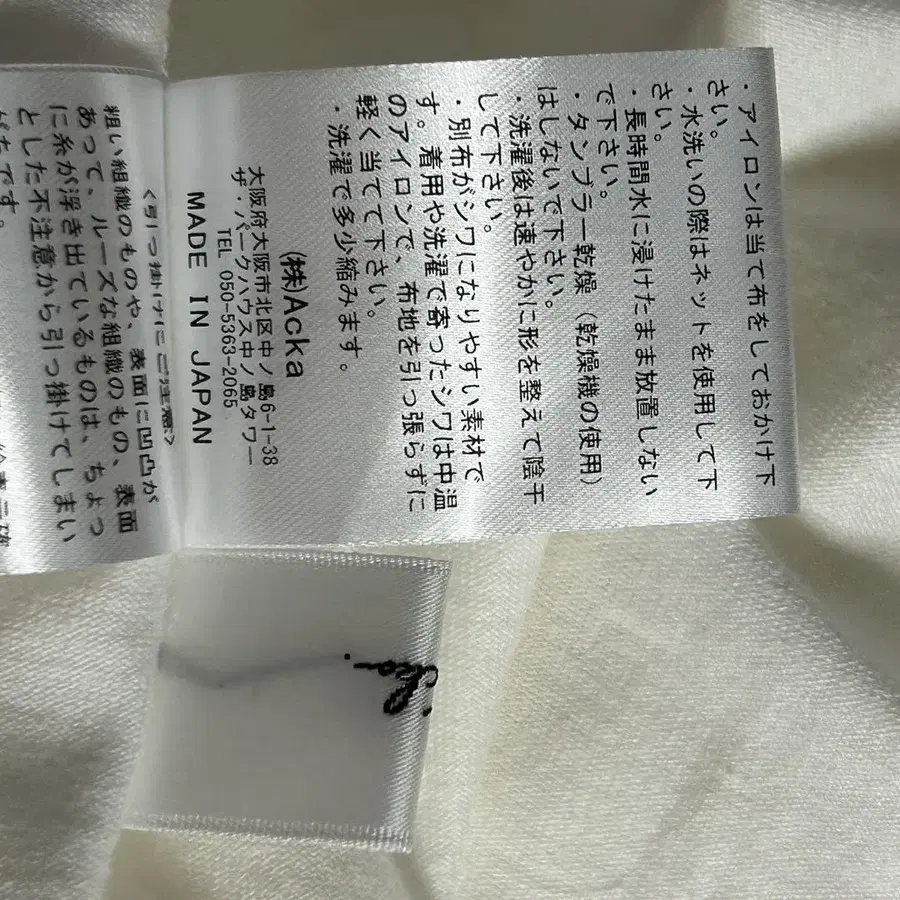 ・アイロンは当て布をしておかけ下
さい。
・水洗いの際はネットを使用して下
さい。
・長時間水に浸けたまま放置しない
で下さい。
・タンブラー乾燥（乾燥機の使用）
はしないで下さい。
・洗濯後は速やかに形を整えて陰干
して下さい。
・別布がシワになりやすい素材で
す。着用や洗濯で寄ったシワは中温
のアイロンで、布地を引っ張らずに
軽く当てて下さい。
・洗濯で多少縮みます。
(株)Acka
大阪府大阪市北区中ノ島6-1-38
ザ・パークハウス中ノ島タワー
TEL 050-5363-2065
MADE IN JAPAN
<引っ掛けにご注意>
粗い組織のものや、表面に凹凸が
あって、ルーズな組織のもの、表面
に糸が浮き出ているものは、ちょっ
とした不注意から引っ掛けてしまい
がちです。